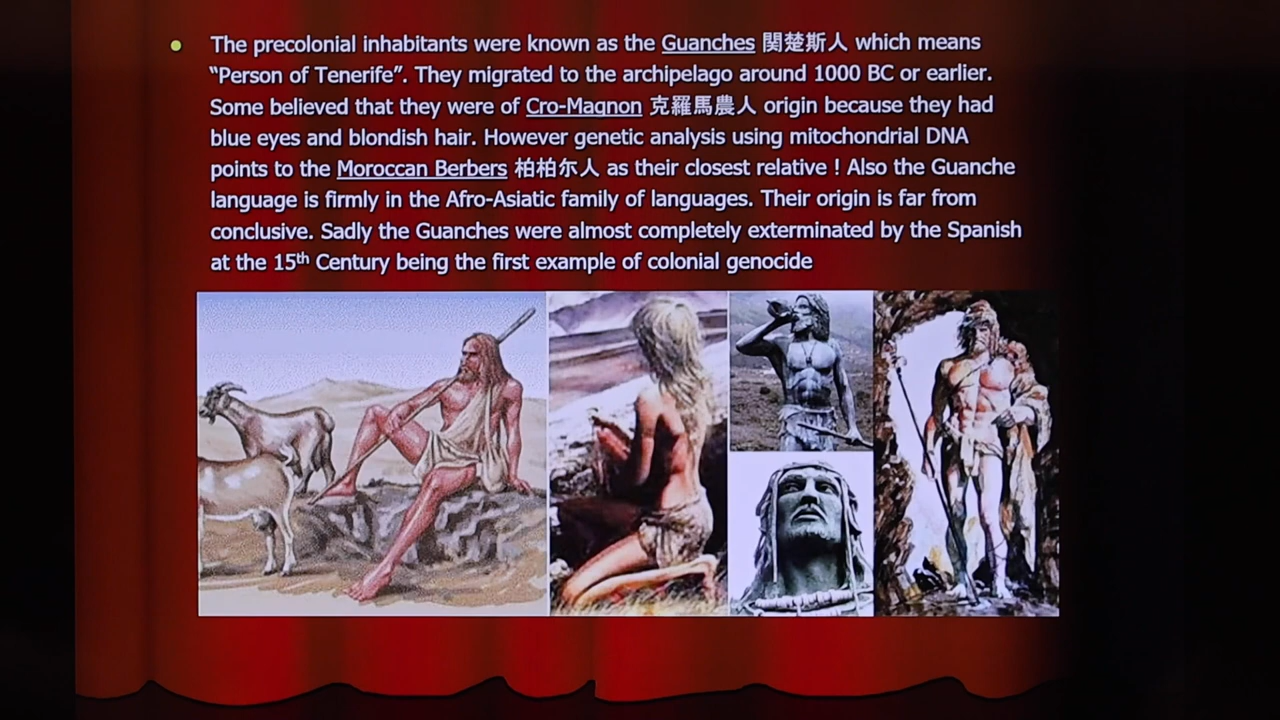 The precolonial inhabitants were known as the Guanches 関楚斯人 which means
“Person of Tenerife”. They migrated to the archipelago around 1000 BC or earlier.
Some believed that they were of Cro-Magnon 克羅馬農人 origin because they had
blue eyes and blondish hair. However genetic analysis using mitochondrial DNA
points to the Moroccan Berbers 柏柏尔人 as their closest relative ! Also the Guanche
language is firmly in the Afro-Asiatic family of languages. Their origin is far from
conclusive. Sadly the Guanches were almost completely exterminated by the Spanish
at the 15th Century being the first example of colonial genocide